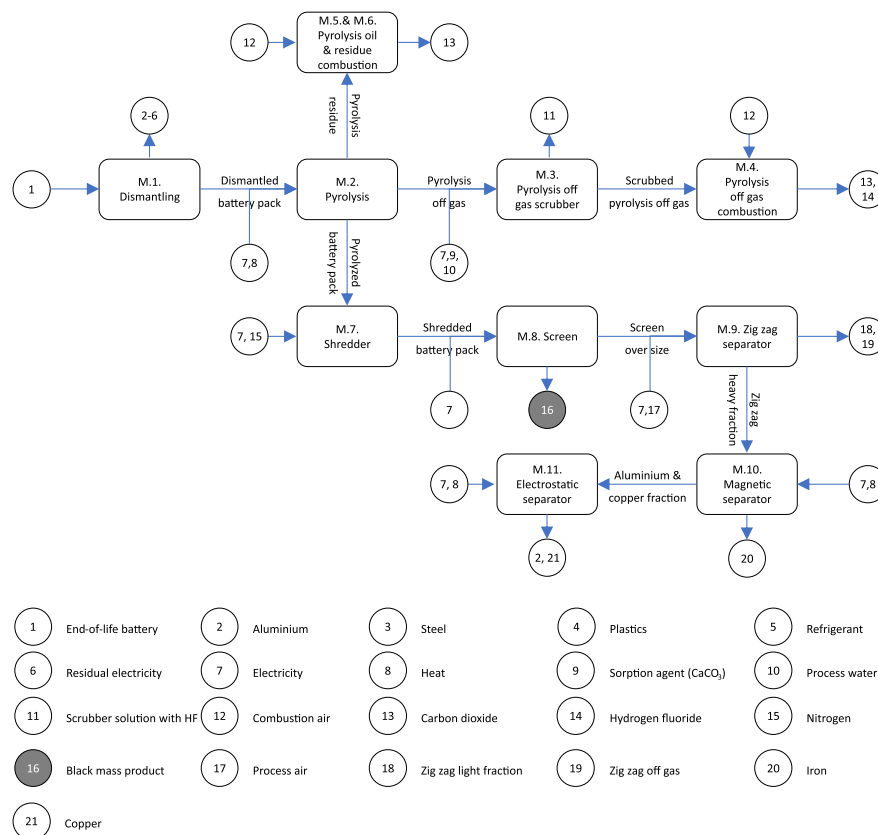 M.5.& M.6.
Pyrolysis oil
& residue
combustion
12
13
Pyrolysis
residue
2-6
11
12
1
M.1.
Dismantling
Dismantled
battery pack
M.2.
Pyrolysis
Pyrolysis
off gas
M.3.
Pyrolysis off
gas scrubber
Scrubbed
pyrolysis off gas
M.4.
Pyrolysis
off gas
combustion
13,
14
7,8
Pyrolyzed
battery pack
7,9,
10
7, 15
M.7.
Shredder
Shredded
battery pack
M.8. Screen
Screen
over size
M.9. Zig zag
separator
18,
19
7
16
7,17
Zig zag
heavy fraction
7, 8
M.11.
Electrostatic
separator
Aluminium &
copper fraction
M.10.
Magnetic
separator
7,8
2, 21
20
1 End-of-life battery
2 Aluminium
3 Steel
4 Plastics
5 Refrigerant
6 Residual electricity
7 Electricity
8 Heat
9 Sorption agent (CaCO₃)
10 Process water
11 Scrubber solution with HF
12 Combustion air
13 Carbon dioxide
14 Hydrogen fluoride
15 Nitrogen
16 Black mass product
17 Process air
18 Zig zag light fraction
19 Zig zag off gas
20 Iron
21 Copper